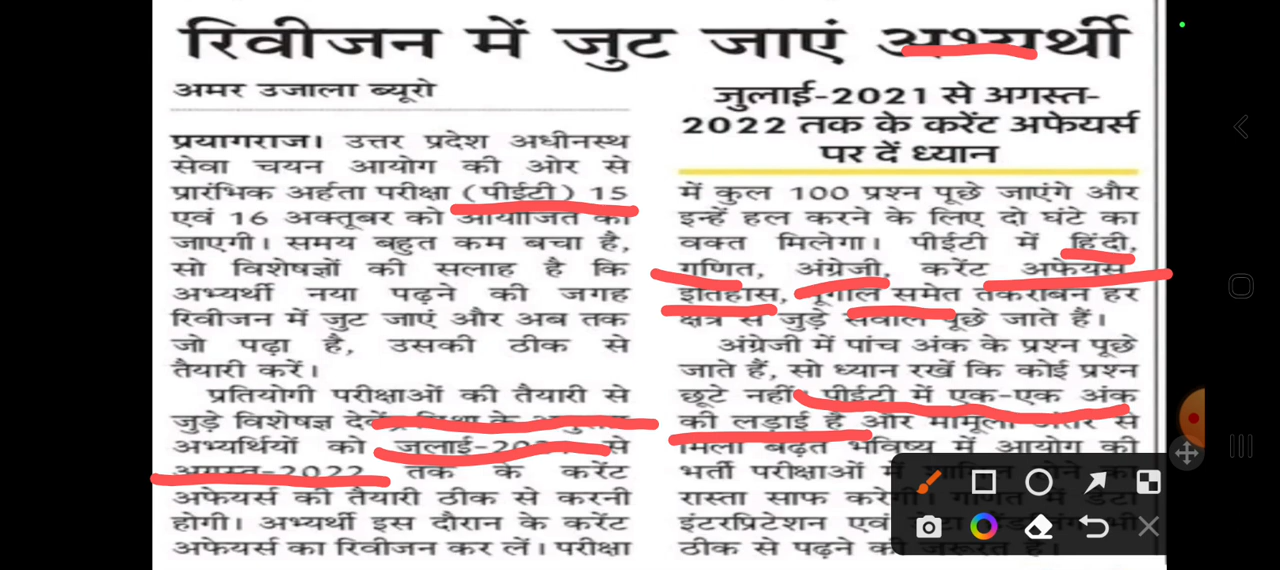 रिवीजन में जुट जाएं अभ्यर्थी
अमर उजाला ब्यूरो
प्रयागराज। उत्तर प्रदेश अधीनस्थ
सेवा चयन आयोग की ओर से
प्रारंभिक अर्हता परीक्षा (पीईटी) 15
एवं 16 अक्तूबर को आयोजित की
जाएगी। समय बहुत कम बचा है,
सो विशेषज्ञों की सलाह है कि
अभ्यर्थी नया पढ़ने की जगह
रिवीजन में जुट जाएं और अब तक
जो पढ़ा है, उसकी ठीक से
तैयारी करें।
प्रतियोगी परीक्षाओं की तैयारी से
जुड़े विशेषज्ञ के
अभ्यर्थियों को जुलाई- से
अगस्त-2022 तक के करेंट
अफेयर्स की तैयारी ठीक से करनी
होगी। अभ्यर्थी इस दौरान के करेंट
अफेयर्स का रिवीजन कर लें। परीक्षा
जुलाई-2021 से अगस्त-
2022 तक के करेंट अफेयर्स
पर दें ध्यान
में कुल 100 प्रश्न पूछे जाएंगे और
इन्हें हल करने के लिए दो घंटे का
वक्त मिलेगा। पीईटी में हिंदी,
गणित, अंग्रेजी, करेंट अफेयर्स
इतिहास, भूगोल समेत तकरीबन हर
क्षेत्र से जुड़े सवाल पूछे जाते हैं।
अंग्रेजी में पांच अंक के प्रश्न पूछे
जाते हैं, सो ध्यान रखें कि कोई प्रश्न
छूटे नहीं। पीईटी में एक-एक अंक
की लड़ाई है और मामूली अंतर से
मिली बढ़त भविष्य में आयोग की
भर्ती परीक्षाओं में
रास्ता साफ करेगी। गणित में डेटा
इंटरप्रिटेशन एवं भी
ठीक से पढ़ने की जरूरत है।